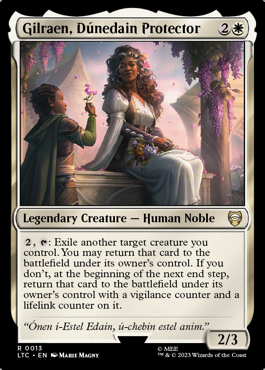 Gilraen, Dúnedain Protector 2
Legendary Creature — Human Noble
2, : Exile another target creature you
control. You may return that card to the
battlefield under its owner's control. If you
don't, at the beginning of the next end step,
return that card to the battlefield under its
owner's control with a vigilance counter and a
lifelink counter on it.
“Ónen i-Estel Edain, ú-chebin estel anim.”
2/3
R 0013
LTC • EN Marie Magny
© MEE
™ & © 2023 Wizards of the Coast